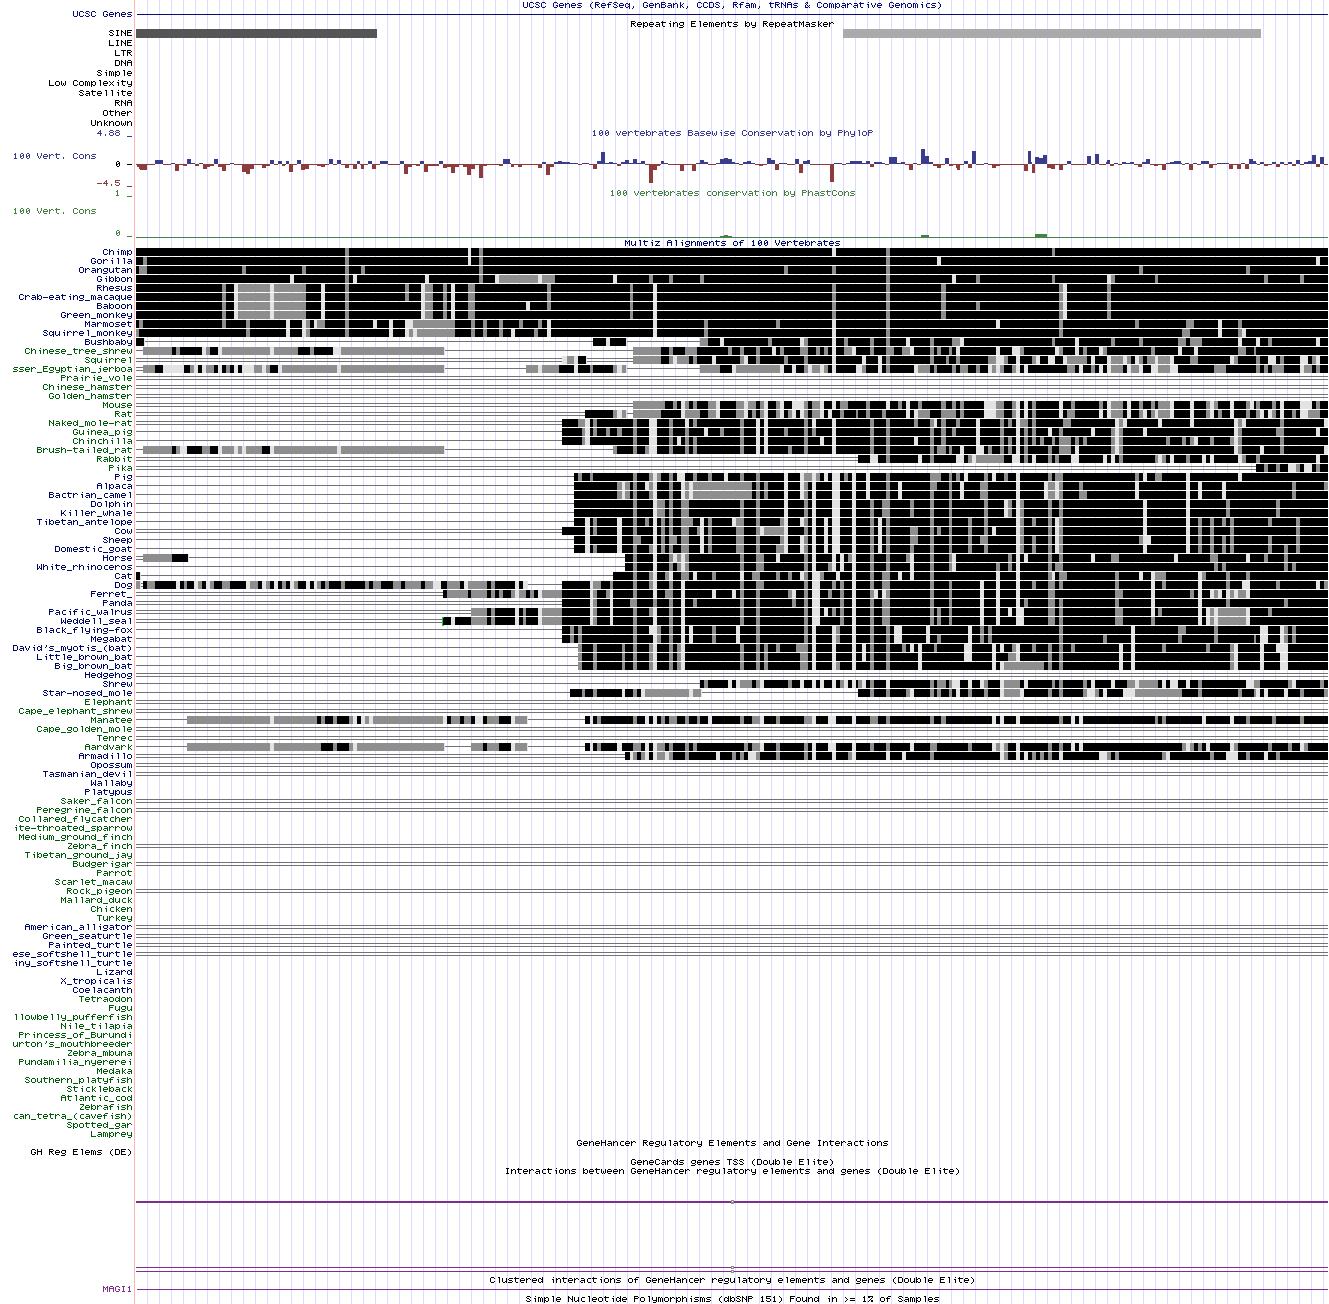 UCSC Genes (RefSeq, GenBank, CCDS, Rfam, tRNAs & Comparative Genomics)
UCSC Genes
Repeating Elements by RepeatMasker
SINE
LINE
LTR
DNA
Simple
Low Complexity
Satellite
RNA
Other
Unknown
4.88 _
100 vertebrates Basewise Conservation by PhyloP
100 Vert. Cons
0 _
-4.5 _
1 _
100 vertebrates conservation by PhastCons
100 Vert. Cons
0 _
Multiz Alignments of 100 Vertebrates
Chimp
Gorilla
Orangutan
Gibbon
Rhesus
Crab-eating_macaque
Baboon
Green_monkey
Marmoset
Squirrel_monkey
Bushbaby
Chinese_tree_shrew
Squirrel
sser_Egyptian_jerboa
Prairie_vole
Chinese_hamster
Golden_hamster
Mouse
Rat
Naked_mole-rat
Guinea_pig
Chinchilla
Brush-tailed_rat
Rabbit
Pika
Pig
Alpaca
Bactrian_camel
Dolphin
Killer_whale
Tibetan_antelope
Cow
Sheep
Domestic_goat
Horse
White_rhinoceros
Cat
Dog
Ferret_
Panda
Pacific_walrus
Weddell_seal
Black_flying-fox
Megabat
David's_myotis_(bat)
Little_brown_bat
Big_brown_bat
Hedgehog
Shrew
Star-nosed_mole
Elephant
Cape_elephant_shrew
Manatee
Cape_golden_mole
Tenrec
Aardvark
Armadillo
Opossum
Tasmanian_devil
Wallaby
Platypus
Saker_falcon
Peregrine_falcon
Collared_flycatcher
ite-throated_sparrow
Medium_ground_finch
Zebra_finch
Tibetan_ground_jay
Budgerigar
Parrot
Scarlet_macaw
Rock_pigeon
Mallard_duck
Chicken
Turkey
American_alligator
Green_seaturtle
Painted_turtle
ese_softshell_turtle
iny_softshell_turtle
Lizard
X_tropicalis
Coelacanth
Tetraodon
Fugu
llowbelly_pufferfish
Nile_tilapia
Princess_of_Burundi
urton's_mouthbreeder
Zebra_mbuna
Pundamilia_nyererei
Medaka
Southern_platyfish
Stickleback
Atlantic_cod
Zebrafish
can_tetra_(cavefish)
Spotted_gar
Lamprey
GeneHancer Regulatory Elements and Gene Interactions
GH Reg Elems (DE)
GeneCards genes TSS (Double Elite)
Interactions between GeneHancer regulatory elements and genes (Double Elite)
Clustered interactions of GeneHancer regulatory elements and genes (Double Elite)
MAGI1
Simple Nucleotide Polymorphisms (dbSNP 151) Found in >= 1% of Samples